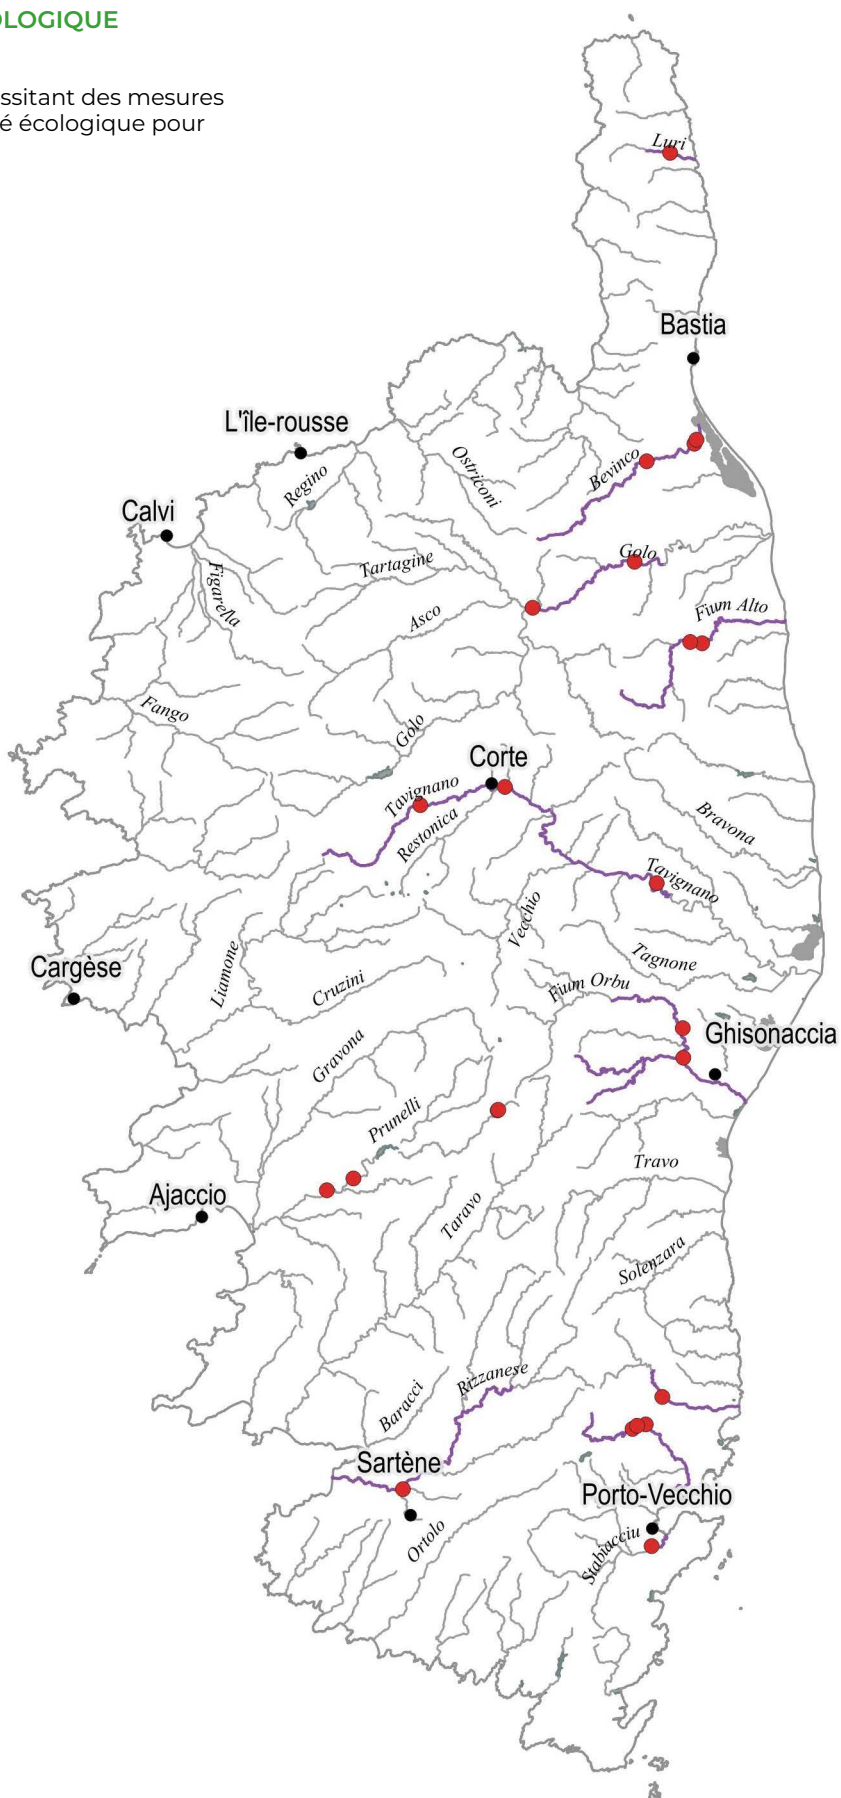 OLOGIQUE
ssitant des mesures
é écologique pour
Luri
Bastia
L'île-rousse
Ostriconi
Bevinco
Regino
Calvi
Golo
Tartagine
Figarella
Fium Alto
Asco
Fango
Golo
Corte
Tavignano
Restonica
Bravona
Tavignano
Vecchio
Tagnone
Cargèse
Liamone
Cruzini
Fium Orbu
Ghisonaccia
Gravona
Prunelli
Travo
Ajaccio
Taravo
Solenzara
Rizzanese
Baracci
Sartène
Porto-Vecchio
Ortolo
Stabiacciu